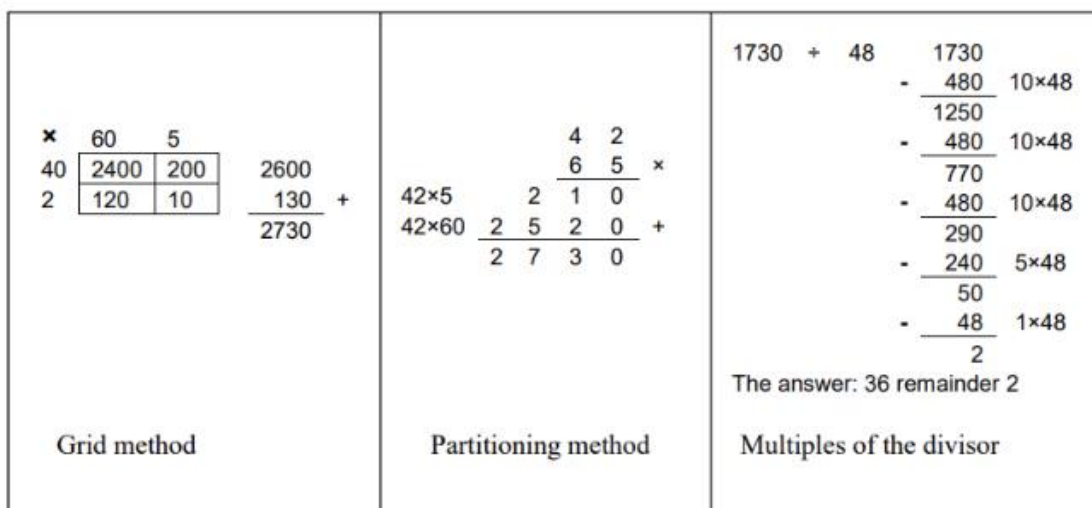 × 60 5
40 2400 200 2600
2 120 10 130 +
2730
Grid method
4 2
6 5 ×
42×5 2 1 0
42×60 2 5 2 0 +
2 7 3 0
Partitioning method
1730 ÷ 48 1730
- 480 10×48
1250
- 480 10×48
770
- 480 10×48
290
- 240 5×48
50
- 48 1×48
2
The answer: 36 remainder 2
Multiples of the divisor